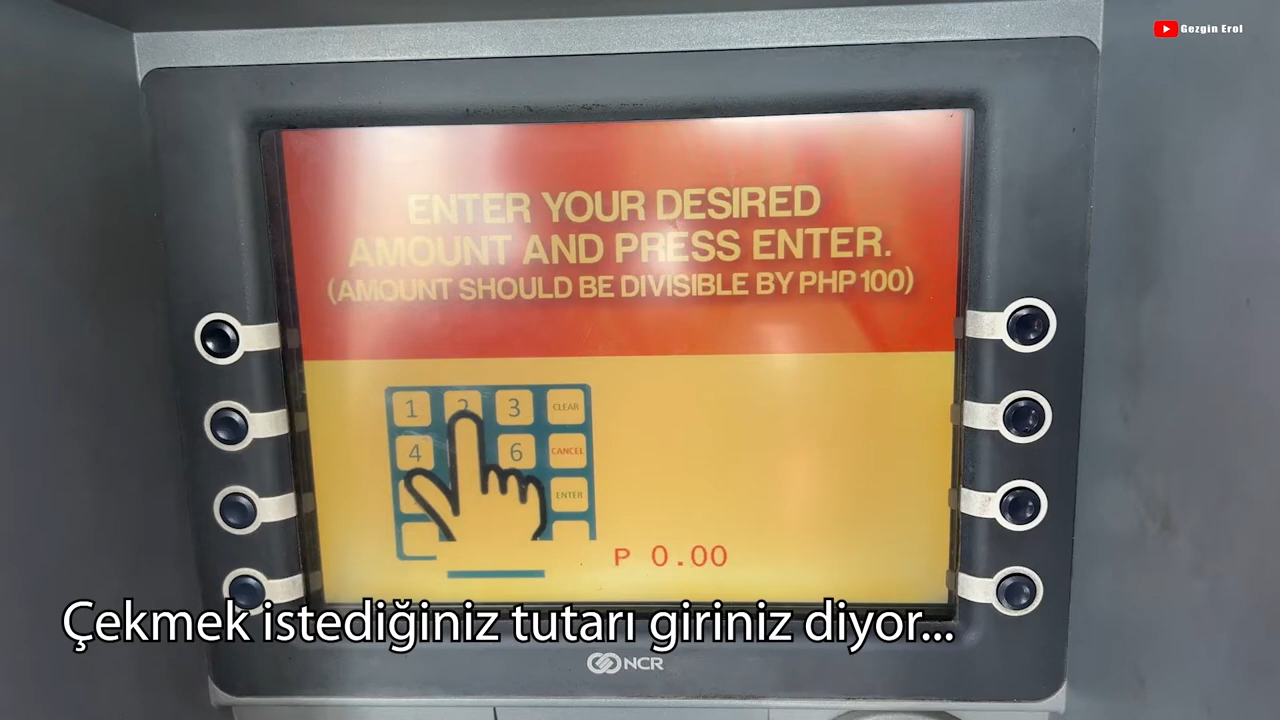 Gezgin Erol
ENTER YOUR DESIRED
AMOUNT AND PRESS ENTER.
(AMOUNT SHOULD BE DIVISIBLE BY PHP 100)
1 2 3 CLEAR
4 6 CANCEL
ENTER
P 0.00
Çekmek istediğiniz tutarı giriniz diyor...
NCR